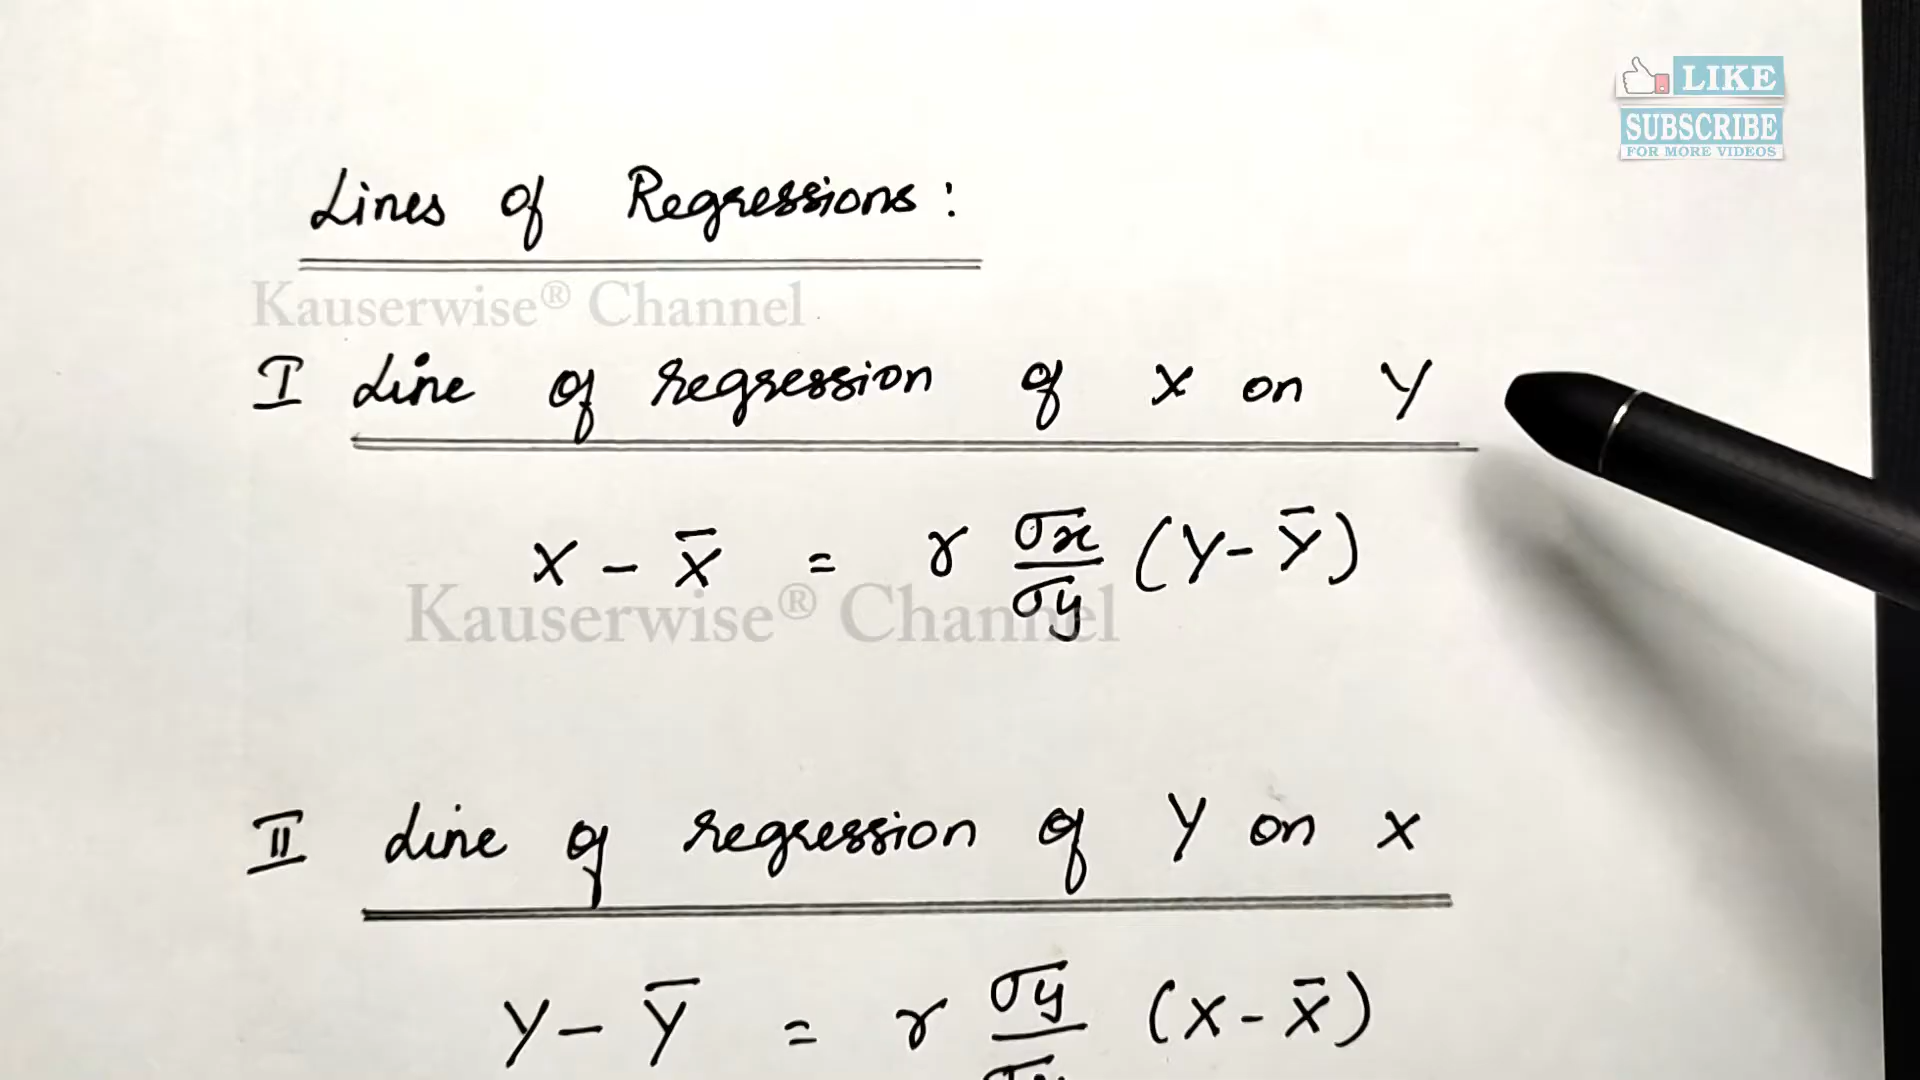 LIKE
SUBSCRIBE
FOR MORE VIDEOS
Lines of Regressions:
Kauserwise® Channel
I Line of regression of X on Y
X - X̄ = r σx/σy (Y - Ȳ)
Kauserwise® Channel
II Line of regression of Y on X
Y - Ȳ = r σy/ (X - X̄)